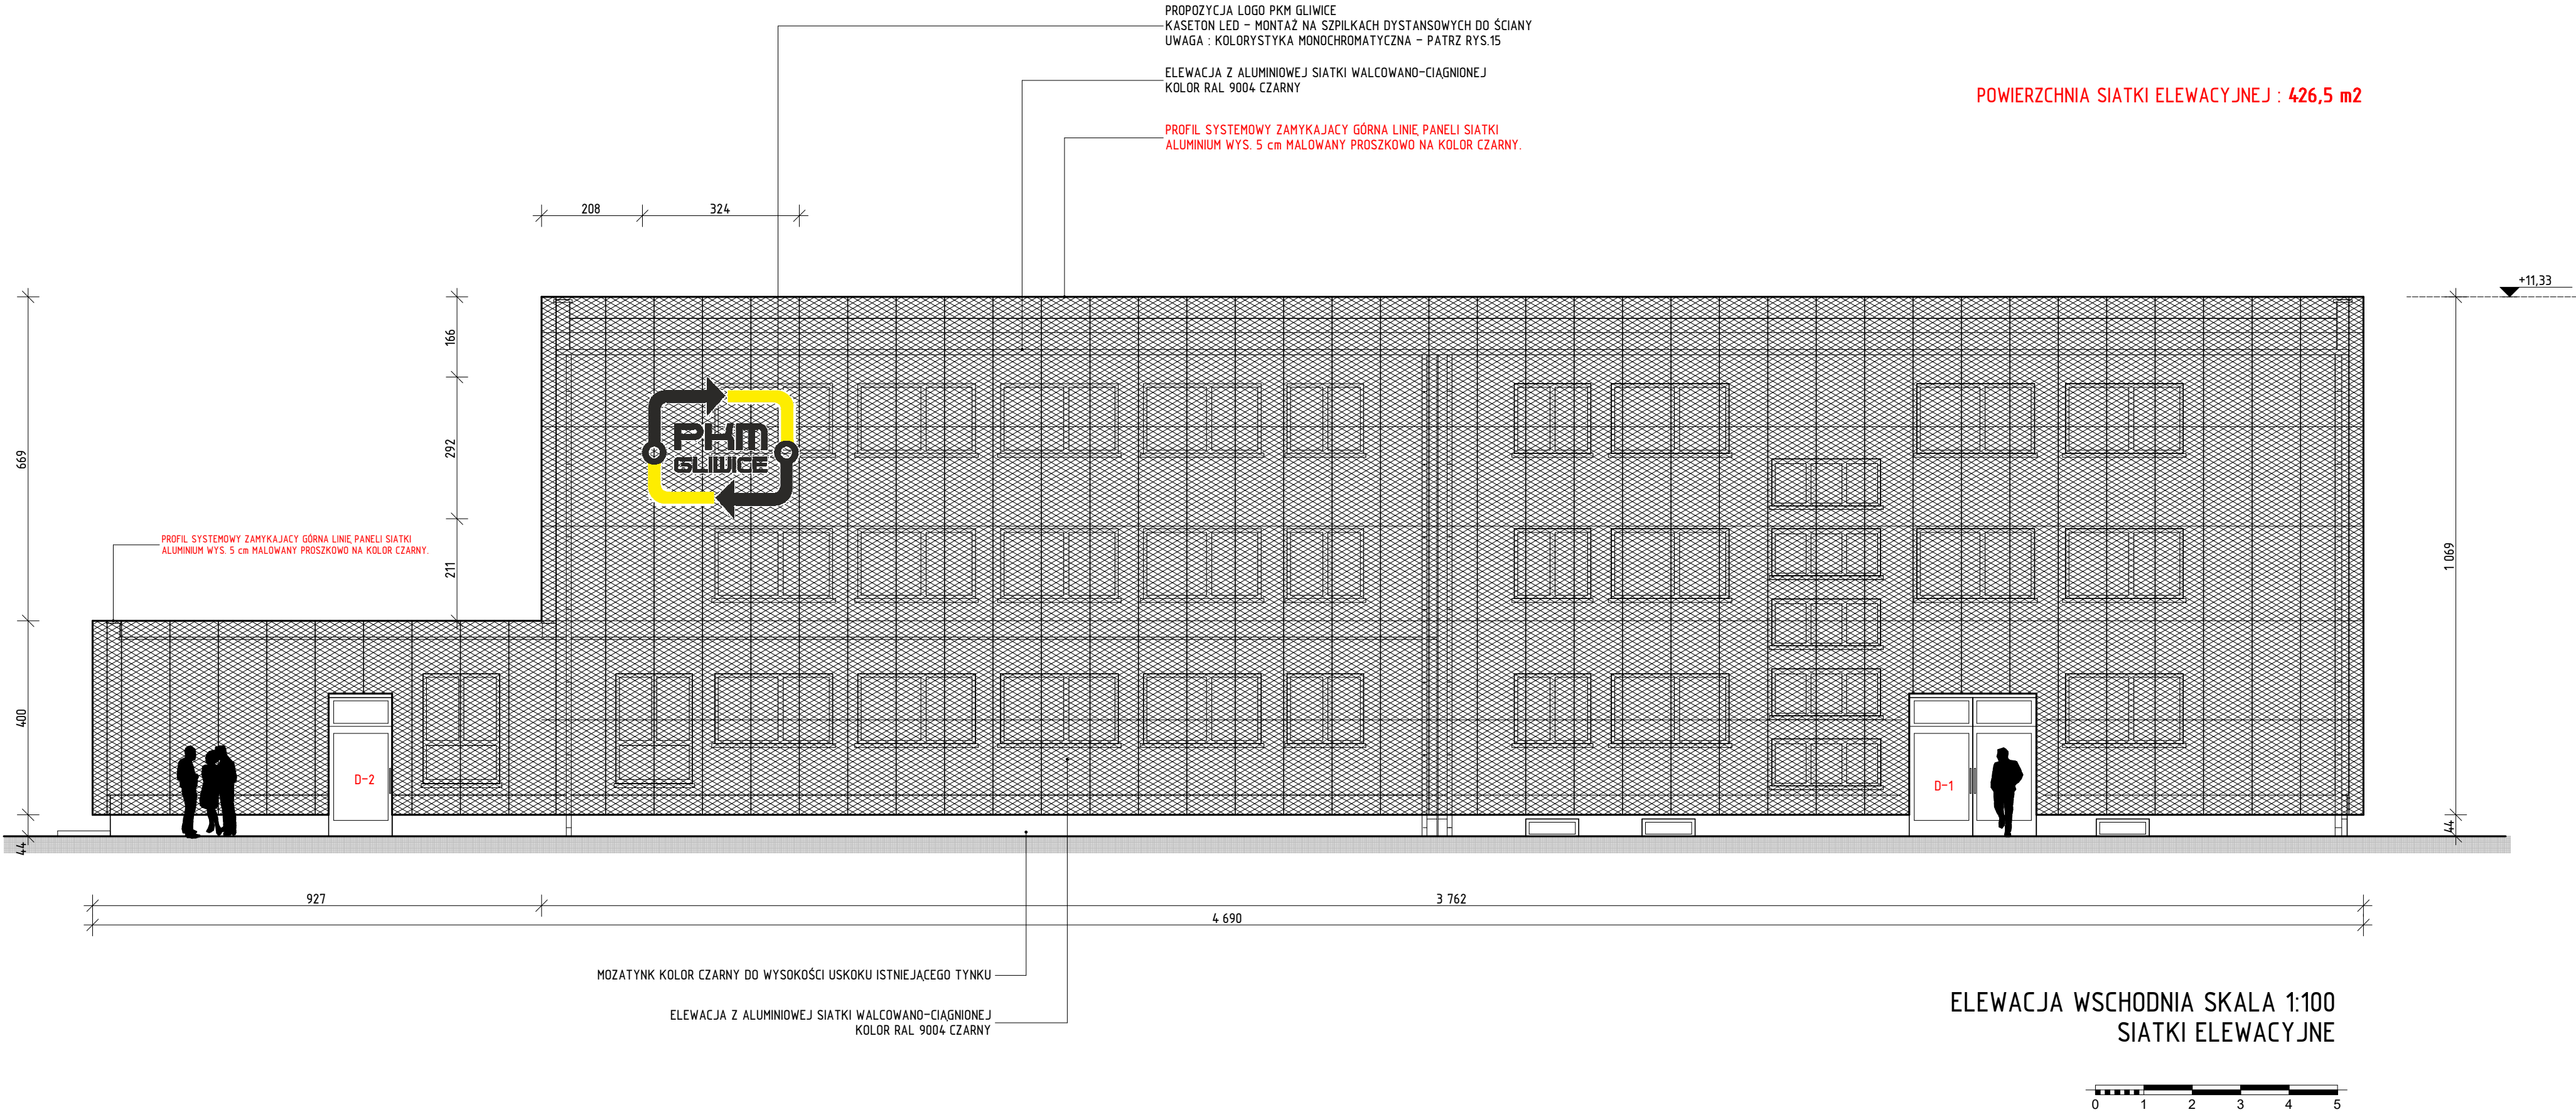 PROPOZYCJA LOGO PKM GLIWICE
KASETON LED - MONTAŻ NA SZPILKACH DYSTANSOWYCH DO ŚCIANY
UWAGA : KOLORYSTYKA MONOCHROMATYCZNA - PATRZ RYS.15
ELEWACJA Z ALUMINIOWEJ SIATKI WALCOWANO-CIĄGNIONEJ
KOLOR RAL 9004 CZARNY
POWIERZCHNIA SIATKI ELEWACYJNEJ : 426,5 m2
PROFIL SYSTEMOWY ZAMYKAJACY GÓRNA LINIĘ PANELI SIATKI
ALUMINIUM WYS. 5 cm MALOWANY PROSZKOWO NA KOLOR CZARNY.
208
324
+11,33
166
292
211
669
400
44
PKM
GLIWICE
PROFIL SYSTEMOWY ZAMYKAJACY GÓRNA LINIĘ PANELI SIATKI
ALUMINIUM WYS. 5 cm MALOWANY PROSZKOWO NA KOLOR CZARNY.
1 069
44
D-2
D-1
927
3 762
4 690
MOZATYNK KOLOR CZARNY DO WYSOKOŚCI USKOKU ISTNIEJĄCEGO TYNKU
ELEWACJA Z ALUMINIOWEJ SIATKI WALCOWANO-CIĄGNIONEJ
KOLOR RAL 9004 CZARNY
ELEWACJA WSCHODNIA SKALA 1:100
SIATKI ELEWACYJNE
0 1 2 3 4 5